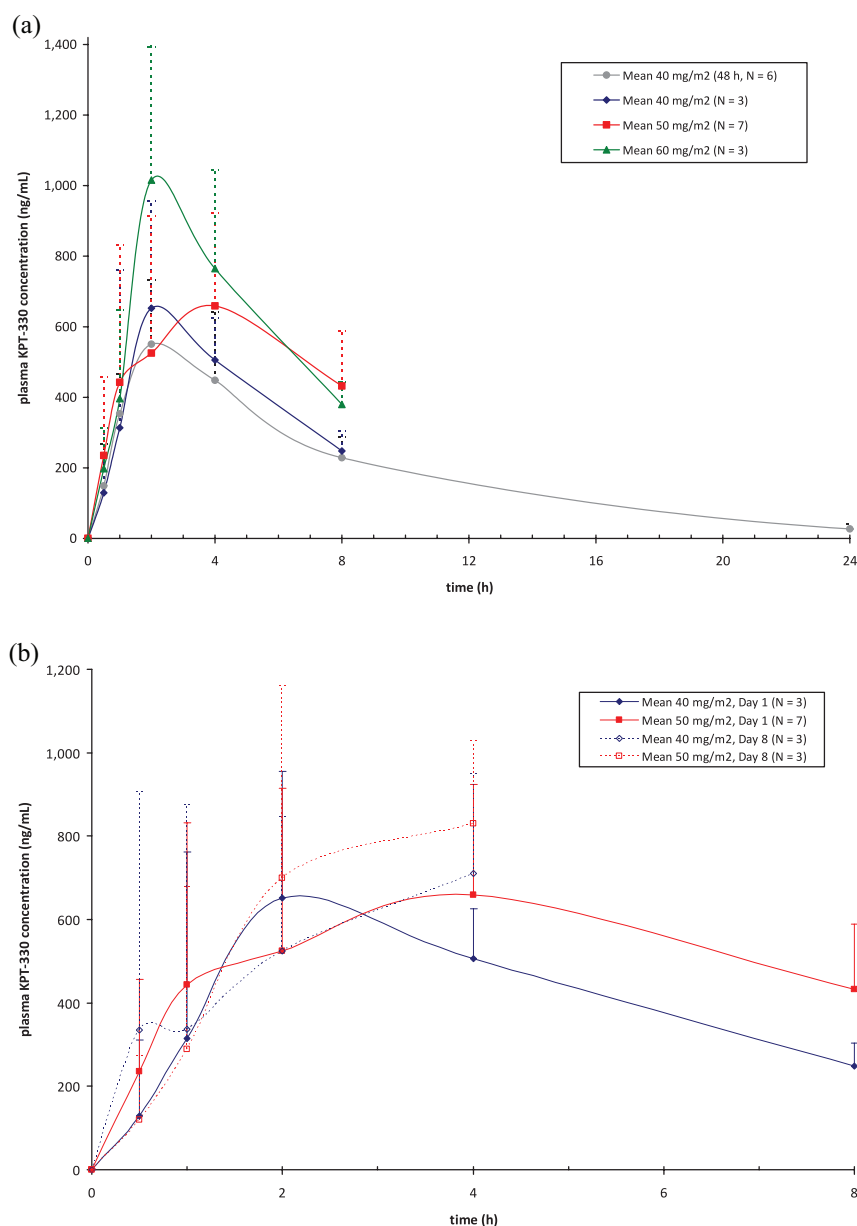 (a)
1,400
1,200
1,000
800
600
400
200
0
plasma KPT-330 concentration (ng/mL)
Mean 40 mg/m2 (48 h, N = 6)
Mean 40 mg/m2 (N = 3)
Mean 50 mg/m2 (N = 7)
Mean 60 mg/m2 (N = 3)
0 4 8 12 16 20 24
time (h)
(b)
1,200
1,000
800
600
400
200
0
plasma KPT-330 concentration (ng/mL)
Mean 40 mg/m2, Day 1 (N = 3)
Mean 50 mg/m2, Day 1 (N = 7)
Mean 40 mg/m2, Day 8 (N = 3)
Mean 50 mg/m2, Day 8 (N = 3)
0 2 4 6 8
time (h)